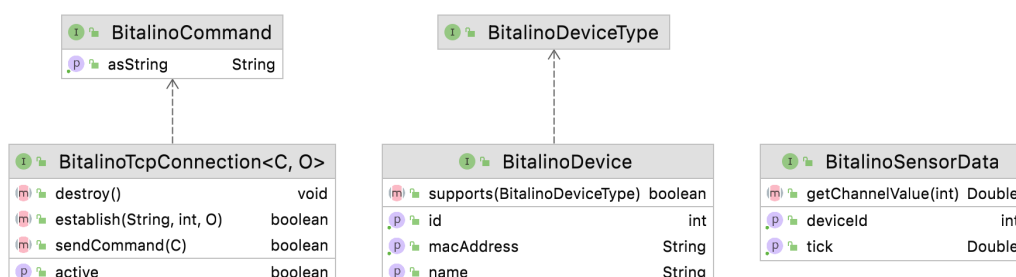 BitalinoCommand
asString String
BitalinoDeviceType
BitalinoTcpConnection<C, O>
destroy() void
establish(String, int, O) boolean
sendCommand(C) boolean
active boolean
BitalinoDevice
supports(BitalinoDeviceType) boolean
id int
macAddress String
name String
BitalinoSensorData
getChannelValue(int) Double
deviceId int
tick Double